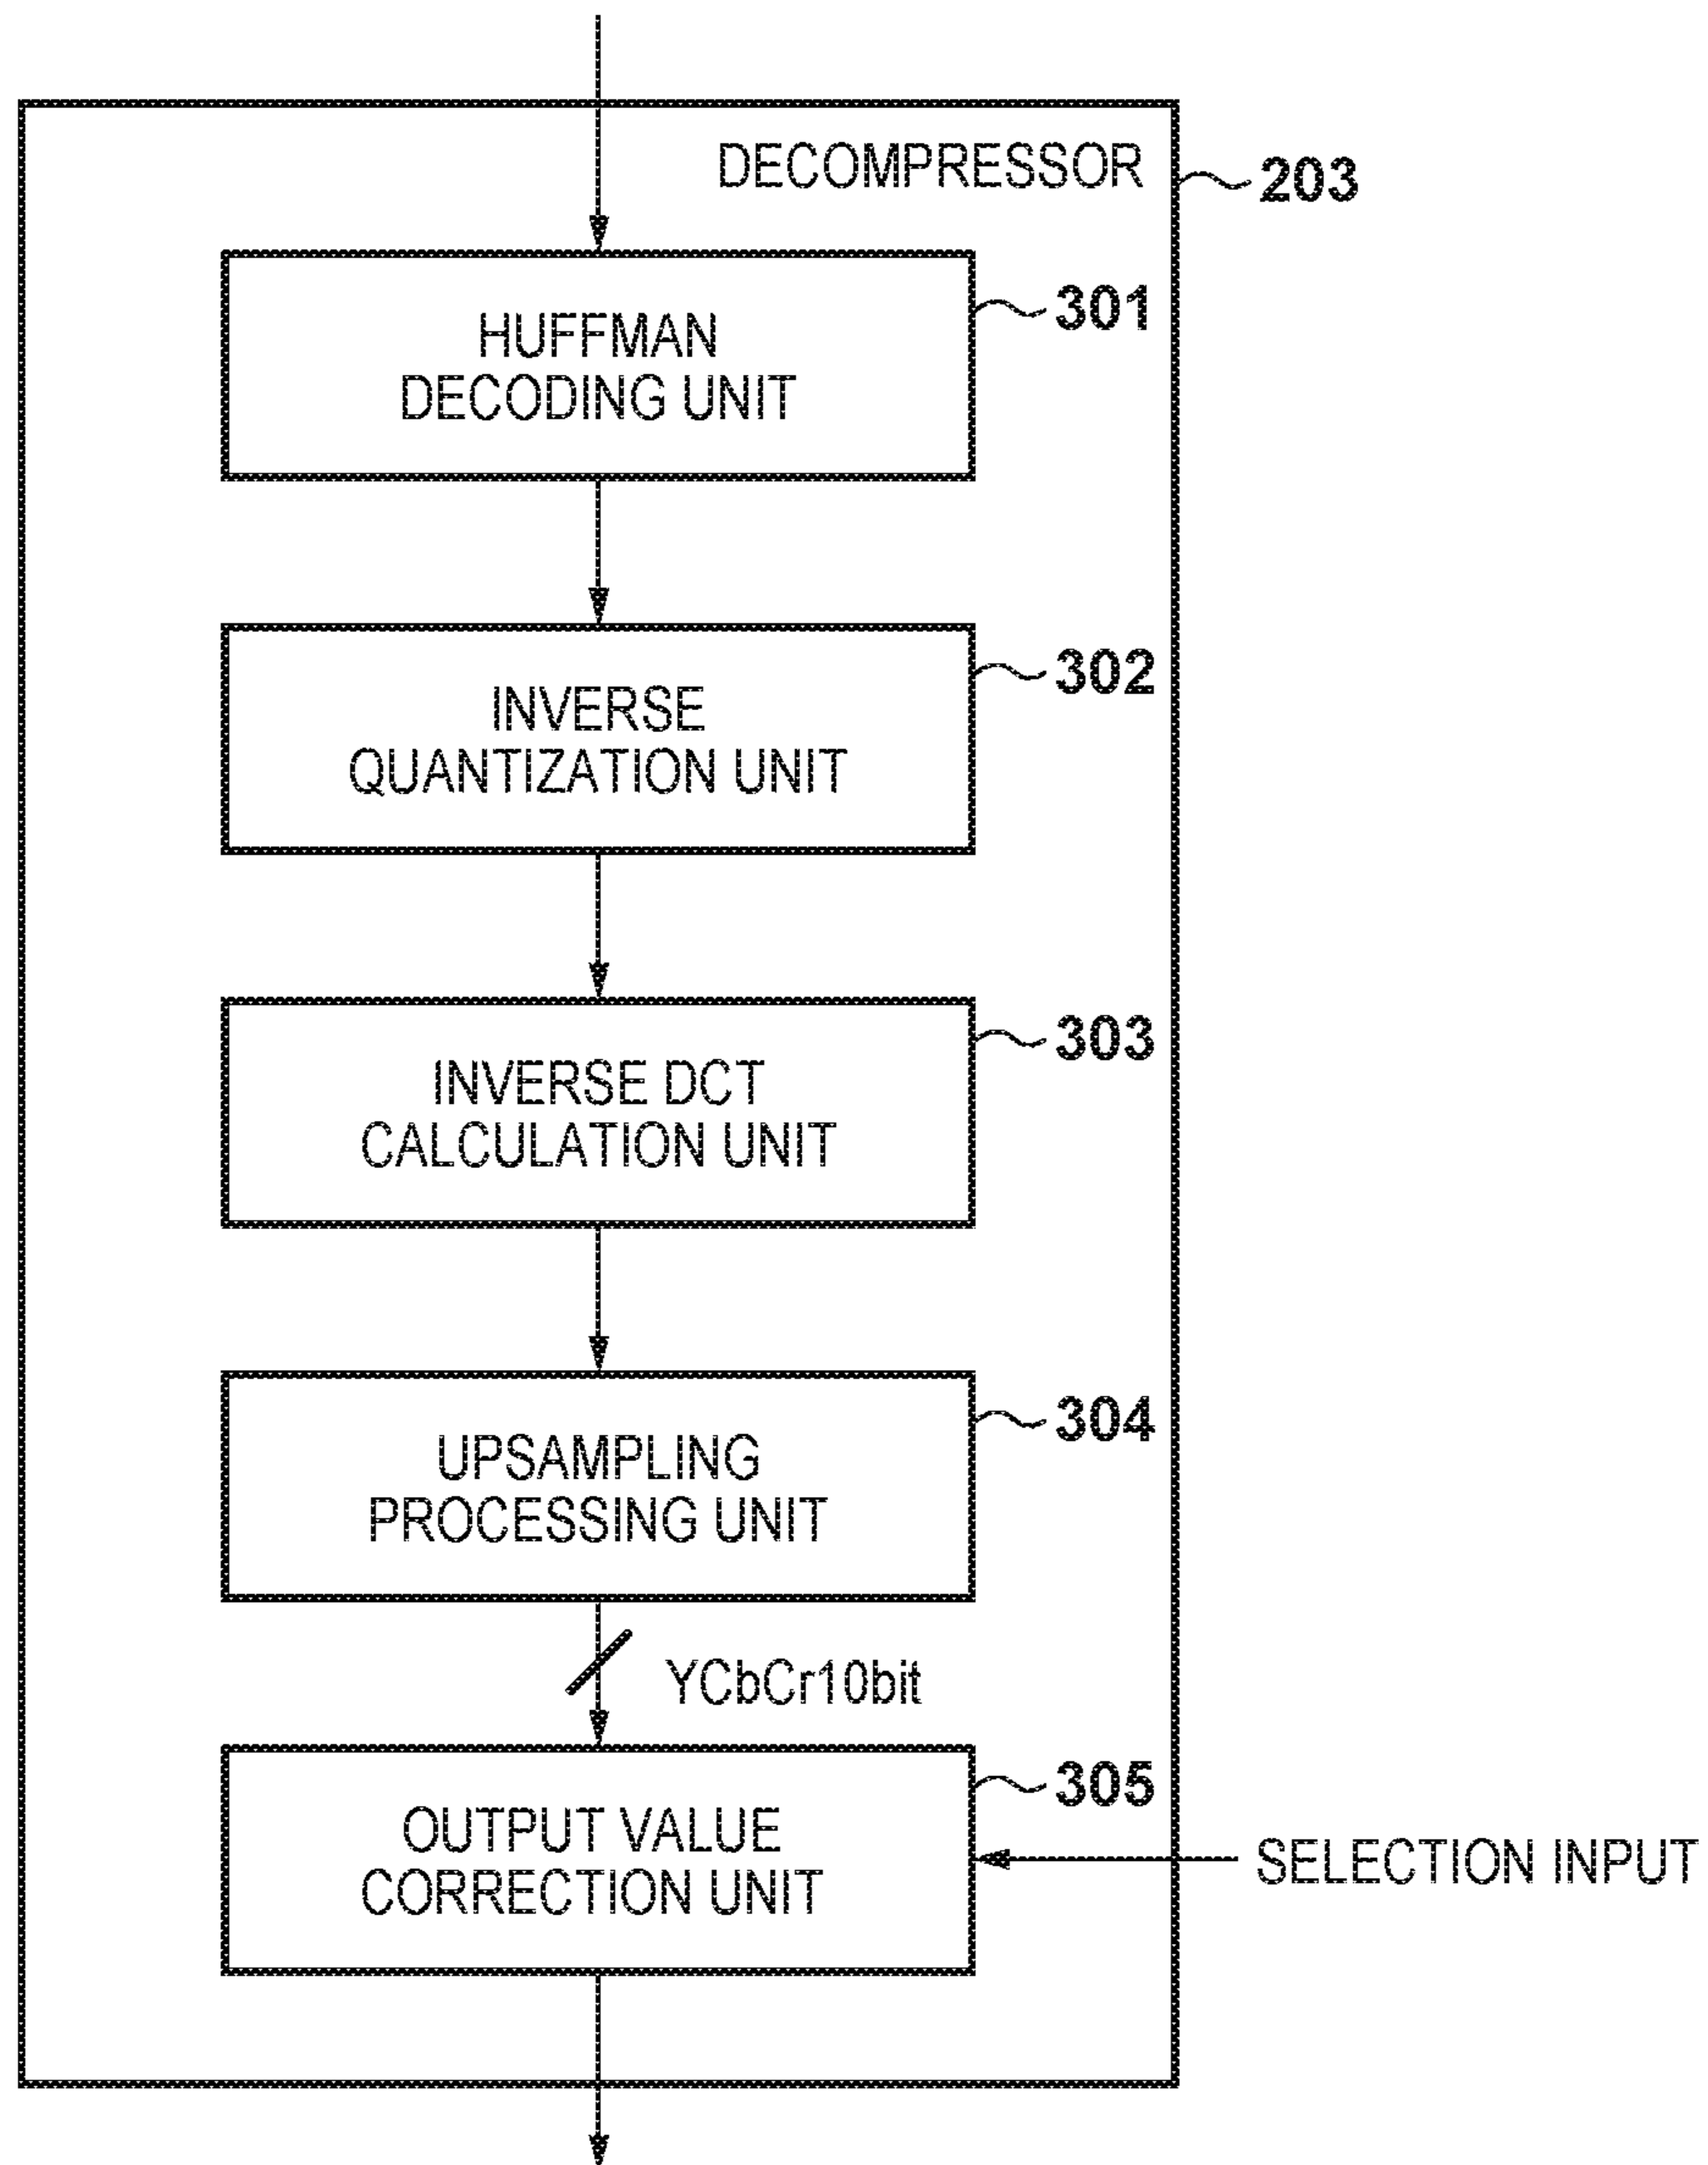 DECOMPRESSOR
203
HUFFMAN
DECODING UNIT
301
INVERSE
QUANTIZATION UNIT
302
INVERSE DCT
CALCULATION UNIT
303
UPSAMPLING
PROCESSING UNIT
304
YCbCr10bit
OUTPUT VALUE
CORRECTION UNIT
305
SELECTION INPUT